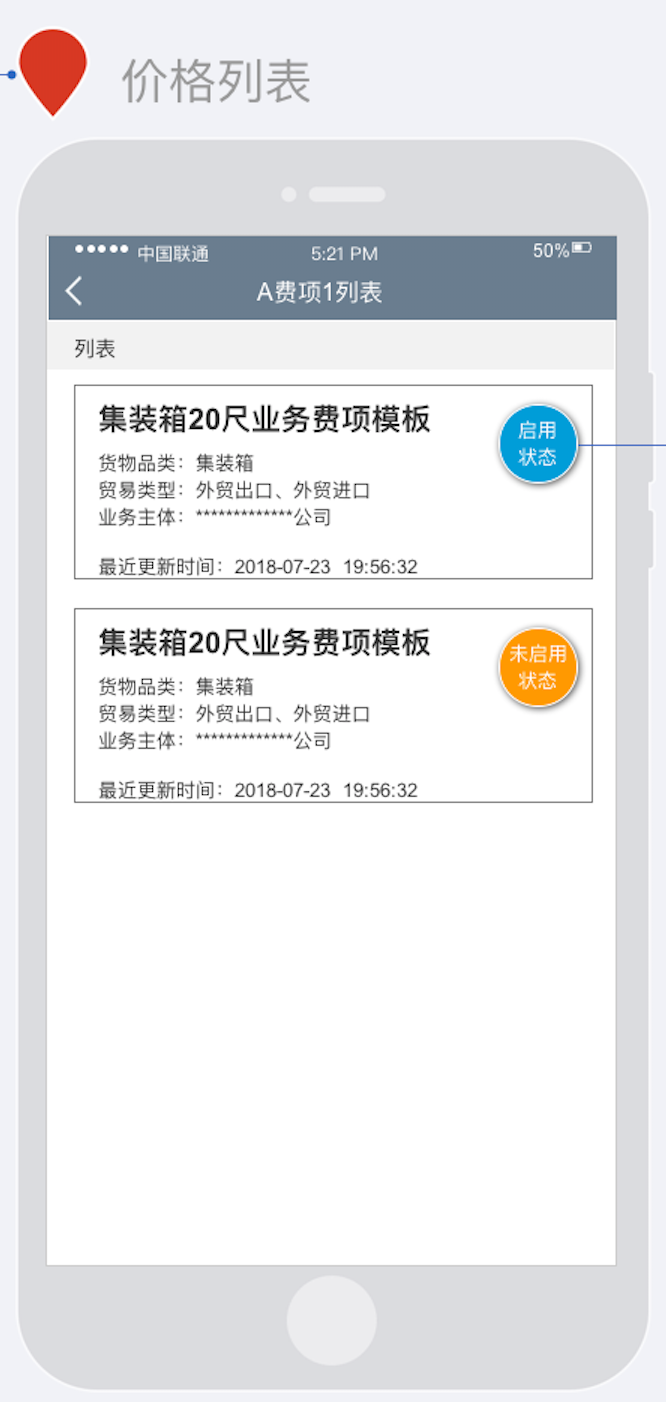 价格列表
中国联通 5:21 PM 50%
A费项1列表
列表
集装箱20尺业务费项模板
启用
状态
货物品类：集装箱
贸易类型：外贸出口、外贸进口
业务主体：*************公司
最近更新时间：2018-07-23 19:56:32
集装箱20尺业务费项模板
未启用
状态
货物品类：集装箱
贸易类型：外贸出口、外贸进口
业务主体：*************公司
最近更新时间：2018-07-23 19:56:32